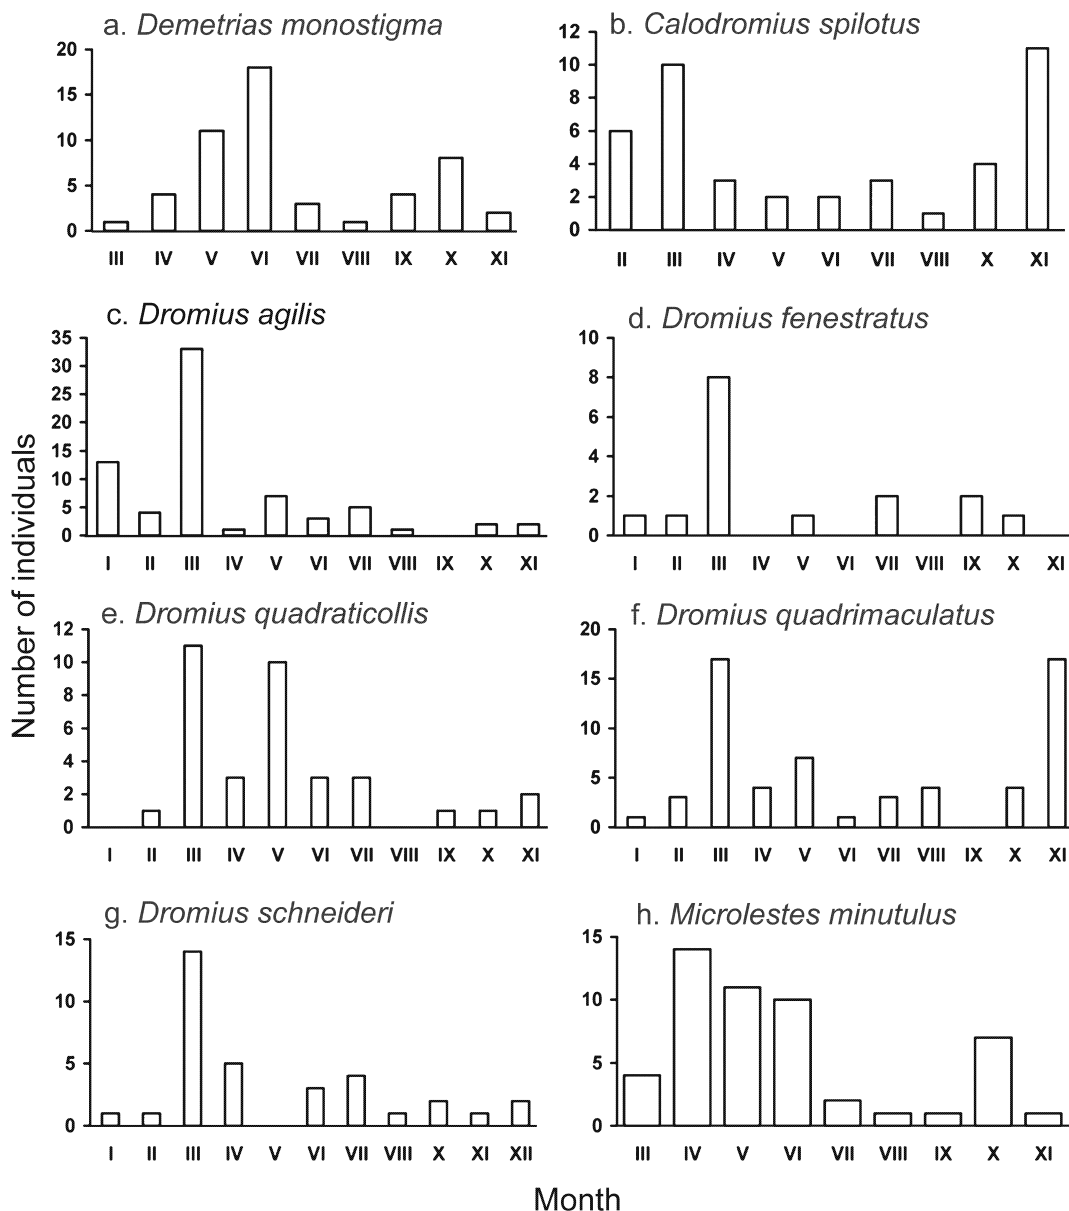 a. Demetrias monostigma
20
15
10
5
0
III IV V VI VII VIII IX X XI
b. Calodromius spilotus
12
10
8
6
4
2
0
II III IV V VI VII VIII X XI
c. Dromius agilis
35
30
25
20
15
10
5
0
I II III IV V VI VII VIII IX X XI
d. Dromius fenestratus
10
8
6
4
2
0
I II III IV V VI VII VIII IX X XI
Number of individuals
e. Dromius quadraticollis
12
10
8
6
4
2
0
I II III IV V VI VII VIII IX X XI
f. Dromius quadrimaculatus
20
15
10
5
0
I II III IV V VI VII VIII IX X XI
g. Dromius schneideri
15
10
5
0
I II III IV V VI VII VIII X XI XII
h. Microlestes minutulus
15
10
5
0
III IV V VI VII VIII IX X XI
Month